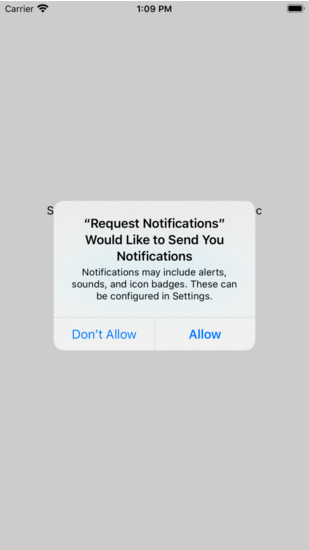 Carrier 1:09 PM
S c
“Request Notifications”
Would Like to Send You
Notifications
Notifications may include alerts,
sounds, and icon badges. These can
be configured in Settings.
Don’t Allow Allow